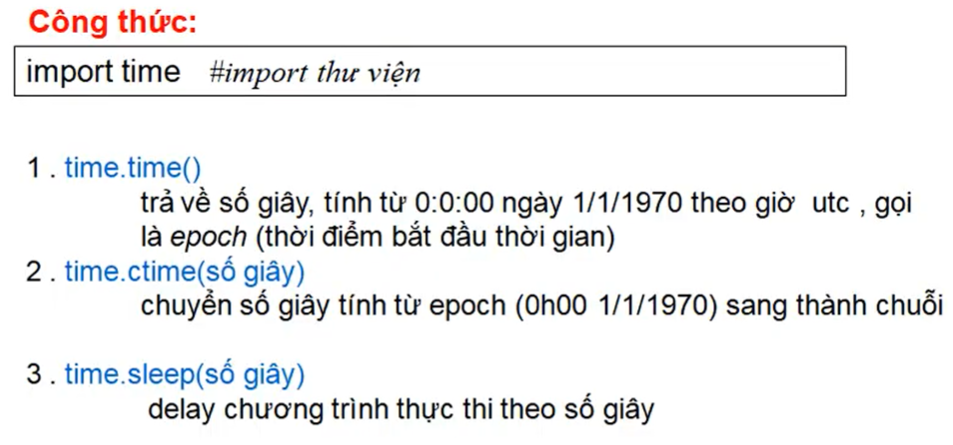 Công thức:
import time #import thư viện
1 . time.time()
trả về số giây, tính từ 0:0:00 ngày 1/1/1970 theo giờ utc , gọi
là epoch (thời điểm bắt đầu thời gian)
2 . time.ctime(số giây)
chuyển số giây tính từ epoch (0h00 1/1/1970) sang thành chuỗi
3 . time.sleep(số giây)
delay chương trình thực thi theo số giây